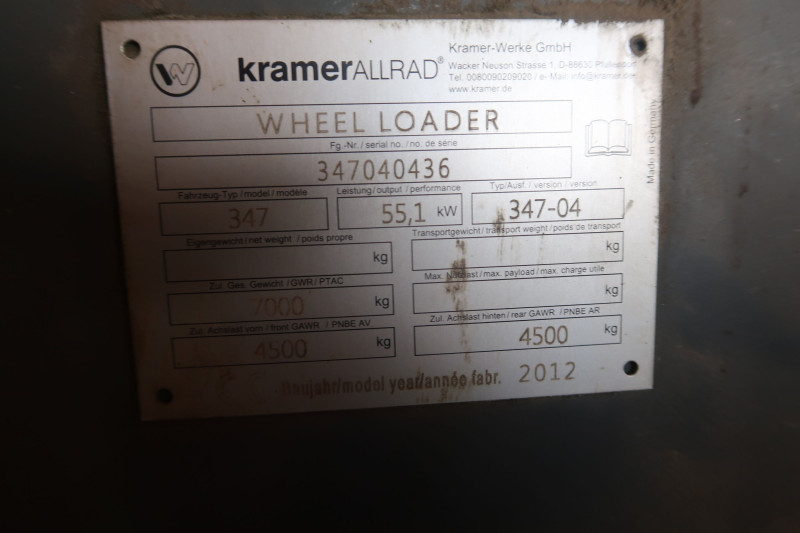 kramerALLRAD®
Kramer-Werke GmbH
Wacker Neuson Strasse 1, D-88630 Pfullendorf
Tel. 0080090209020 / e-Mail: info@kramer.de
www.kramer.de
WHEEL LOADER
Made in Germany
Fg.-Nr. / serial no. / no. de serie
347040436
Fahrzeug-Typ / model / modèle
347
Leistung / output / performance
55,1 kW
Typ/Ausf. / version / version
347-04
Eigengewicht / net weight / poids propre
kg
Transportgewicht / transport weight / poids de transport
kg
Zul. Ges. Gewicht / GWR / PTAC
7000 kg
Max. Nutzlast / max. payload / max. charge utile
kg
Zul. Achslast vorn / front GAWR / PNBE AV
4500 kg
Zul. Achslast hinten / rear GAWR / PNBE AR
4500 kg
Baujahr/model year/année fabr. 2012